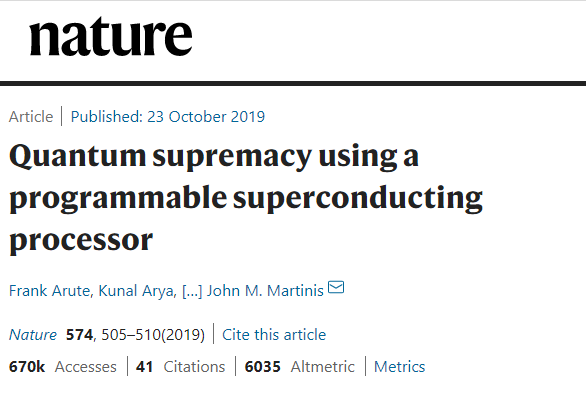 nature
Article | Published: 23 October 2019
Quantum supremacy using a
programmable superconducting
processor
Frank Arute, Kunal Arya, [...] John M. Martinis
Nature 574, 505–510(2019) | Cite this article
670k Accesses | 41 Citations | 6035 Altmetric | Metrics